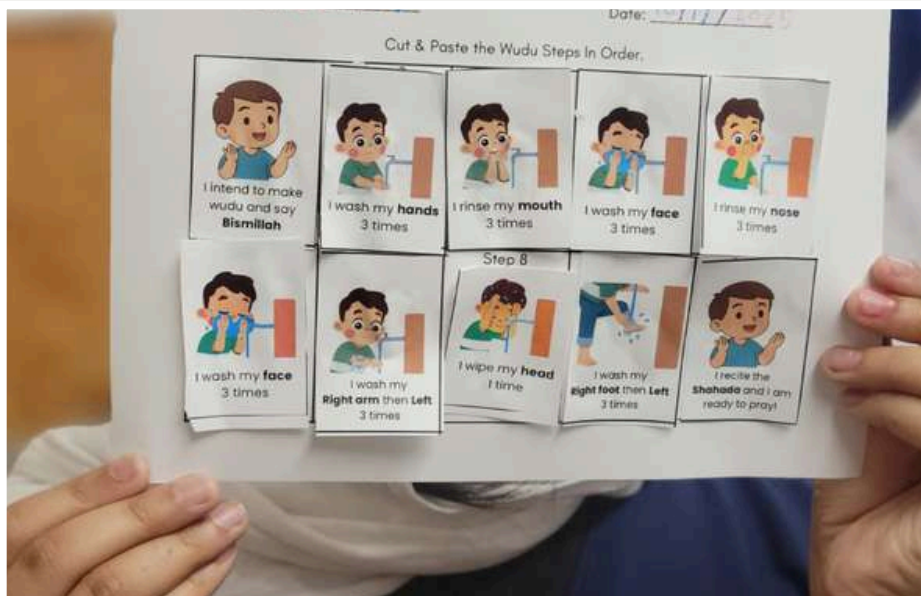 Date:
Cut & Paste the Wudu Steps In Order.
I intend to make
wudu and say
Bismillah
I wash my hands
3 times
I rinse my mouth
3 times
I wash my face
3 times
I rinse my nose
3 times
I wash my face
3 times
I wash my
Right arm then Left
3 times
Step 8
I wipe my head
1 time
I wash my
Right foot then Left
3 times
I recite the
Shahada and i am
ready to pray!